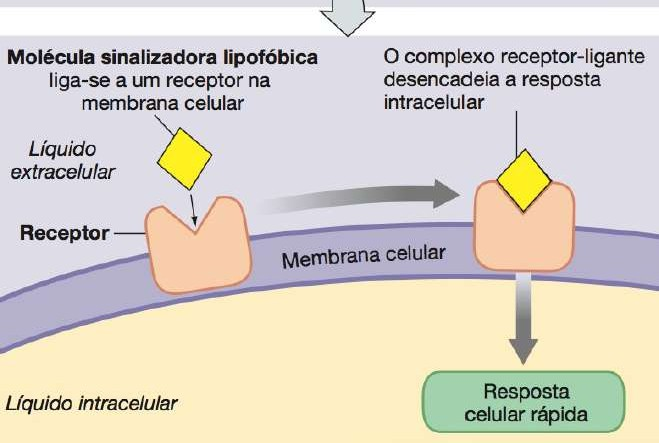 Molécula sinalizadora lipofóbica
liga-se a um receptor na
membrana celular
O complexo receptor-ligante
desencadeia a resposta
intracelular
Líquido
extracelular
Receptor
Membrana celular
Resposta
celular rápida
Líquido intracelular